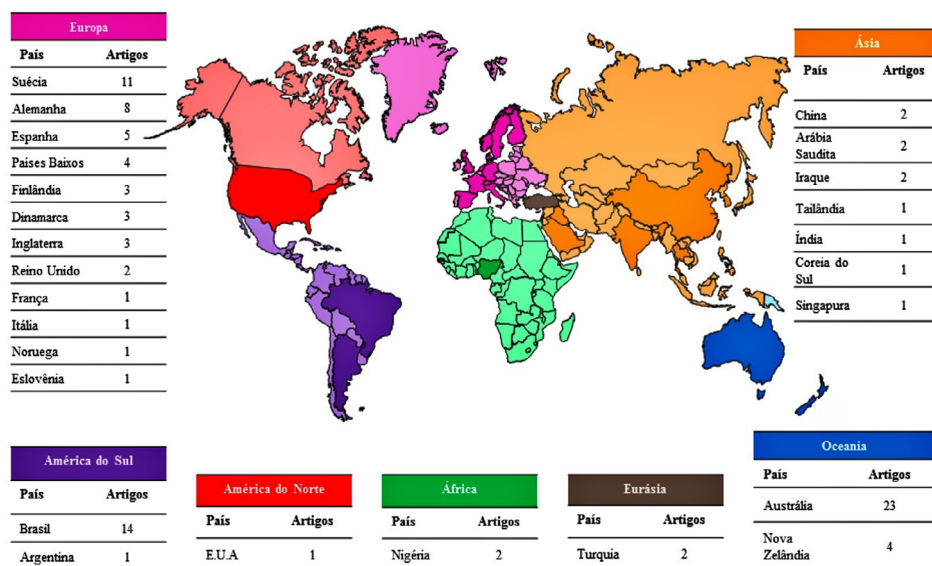 Europa
País Artigos
Suécia 11
Alemanha 8
Espanha 5
Paises Baixos 4
Finlândia 3
Dinamarca 3
Inglaterra 3
Reino Unido 2
França 1
Itália 1
Noruega 1
Eslovênia 1
Ásia
País Artigos
China 2
Arábia
Saudita 2
Iraque 2
Tailândia 1
Índia 1
Coreia do
Sul 1
Singapura 1
América do Sul
País Artigos
Brasil 14
Argentina 1
América do Norte
País Artigos
E.U.A 1
África
País Artigos
Nigéria 2
Eurásia
País Artigos
Turquia 2
Oceania
País Artigos
Austrália 23
Nova
Zelândia 4